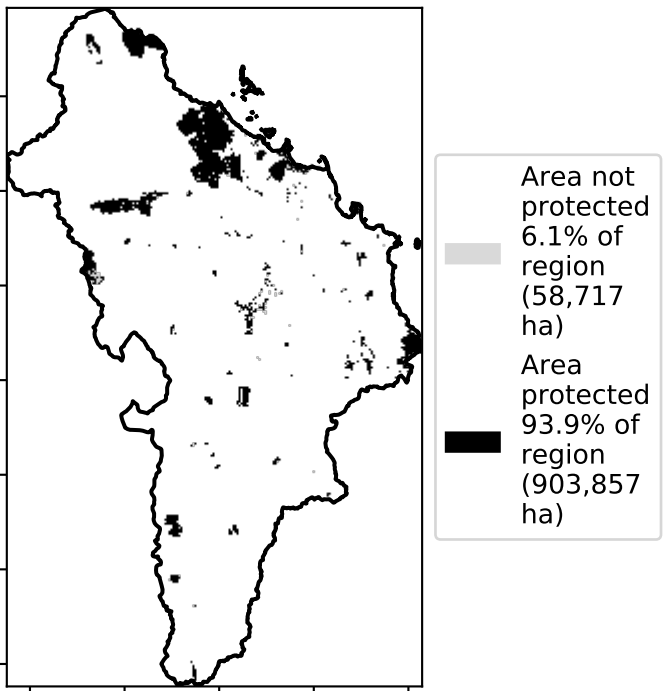 Area not
protected
6.1% of
region
(58,717
ha)
Area
protected
93.9% of
region
(903,857
ha)